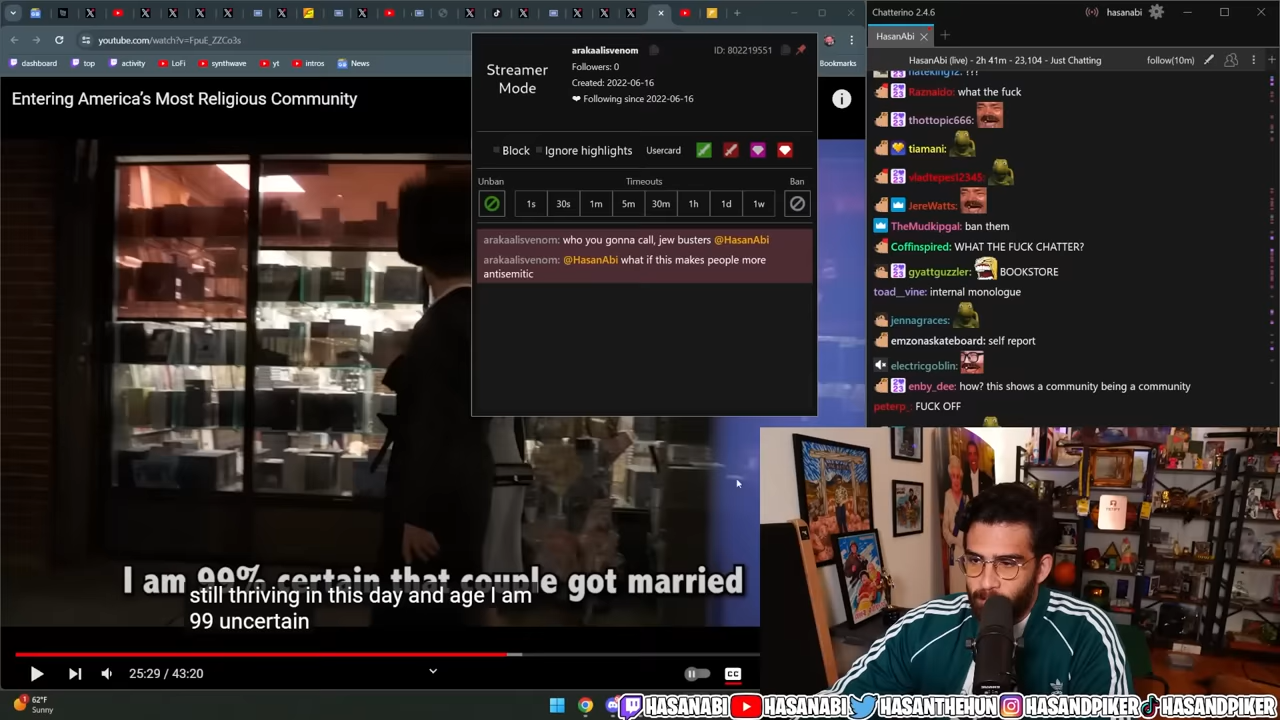 youtube.com/watch?v=FpuE_ZZCo3s
dashboard
top
activity
LoFi
synthwave
yt
intros
News
Bookmarks
Entering America's Most Religious Community
Streamer
Mode
arakaalisvenom
ID: 802219551
Followers: 0
Created: 2022-06-16
❤ Following since 2022-06-16
Block
Ignore highlights
Usercard
Unban
Timeouts
Ban
1s
30s
1m
5m
30m
1h
1d
1w
arakaalisvenom: who you gonna call, jew busters @HasanAbi
arakaalisvenom: @HasanAbi what if this makes people more
antisemitic
Chatterino 2.4.6
hasanabi
HasanAbi
HasanAbi (live) - 2h 41m - 23,104 - Just Chatting
follow(10m)
hateking12: ???
Raznaldo: what the fuck
thottopic666:
tiamani:
vladtepes12345:
JereWatts:
TheMudkipgal: ban them
Coffinspired: WHAT THE FUCK CHATTER?
gyattguzzler: BOOKSTORE
toad__vine: internal monologue
jennagraces:
emzonaskateboard: self report
electricgoblin:
enby_dee: how? this shows a community being a community
peterp_: FUCK OFF
I am 99% certain that couple got married
still thriving in this day and age I am
99 uncertain
25:29 / 43:20
CC
62°F
Sunny
HASANABI
HASANABI
HASANTHEHUN
HASANDPIKER
HASANDPIKER